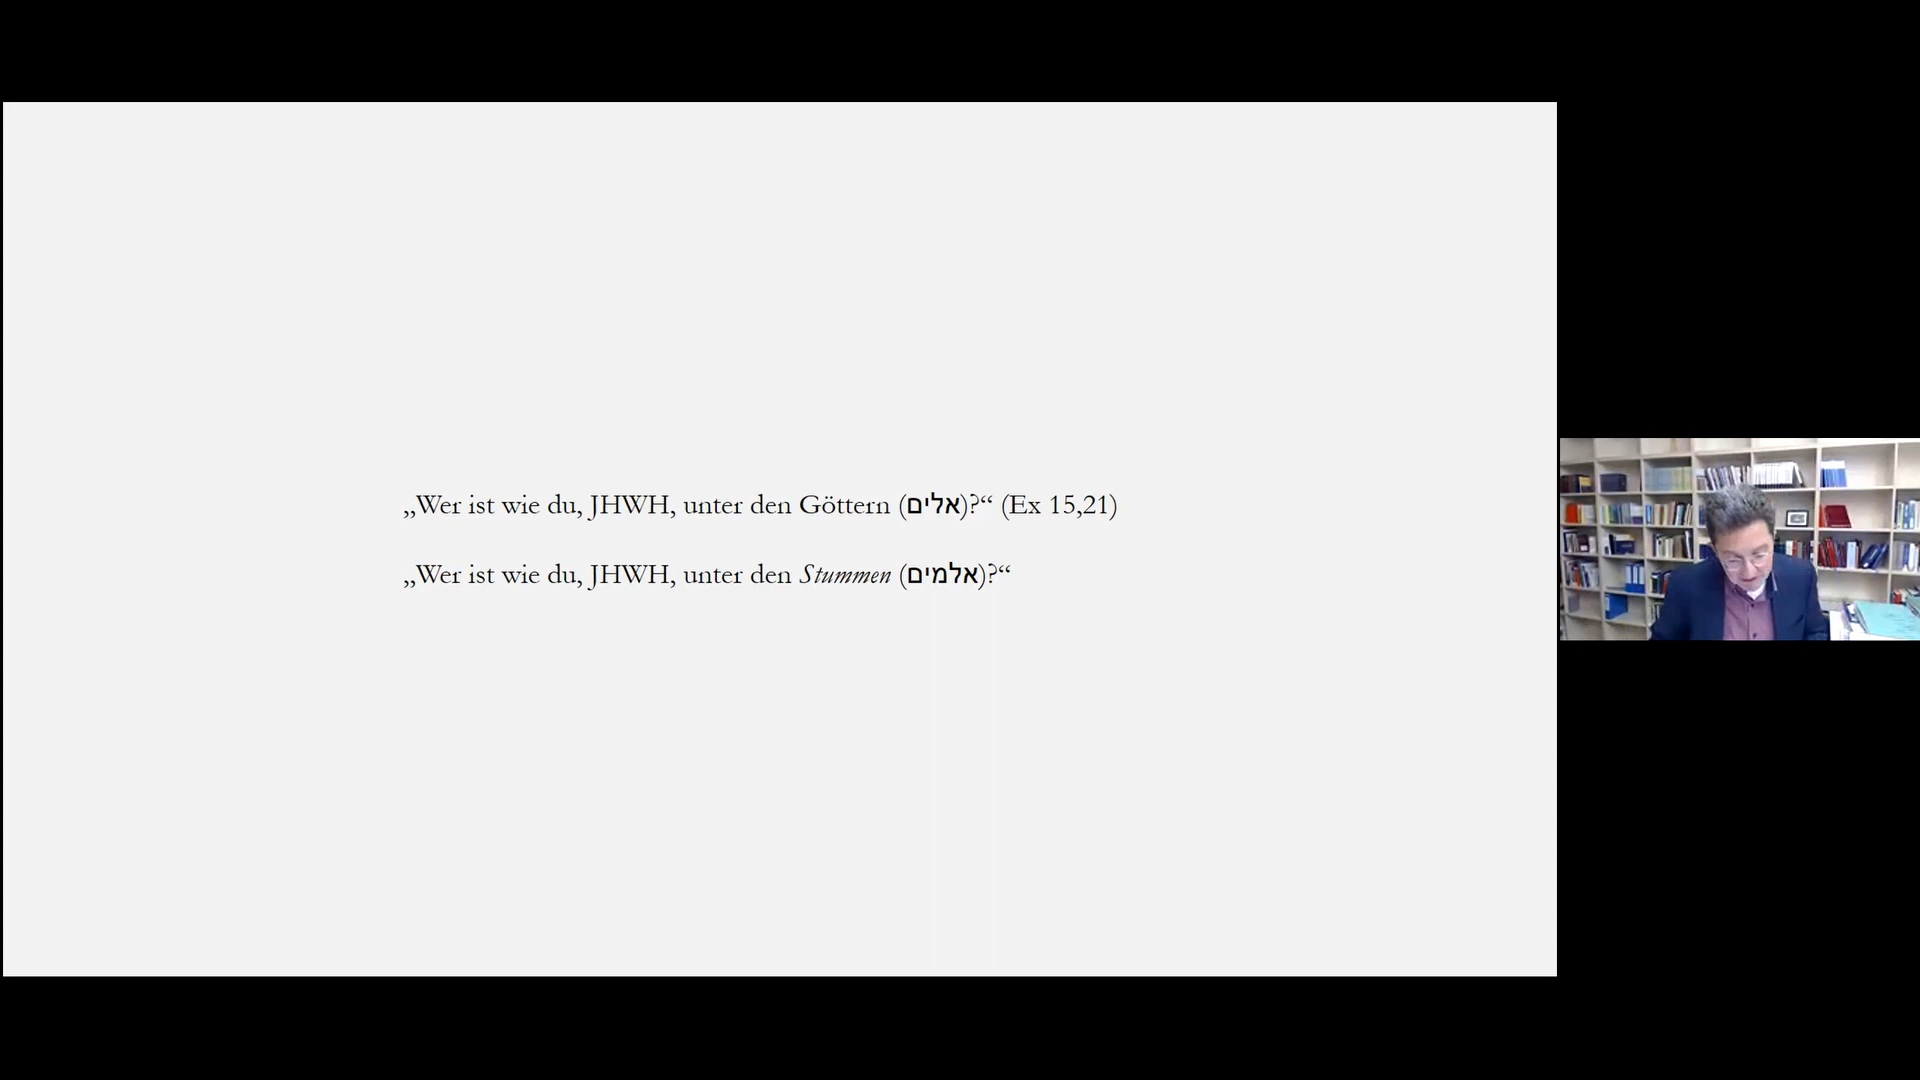 „Wer ist wie du, JHWH, unter den Göttern (אלים)?“ (Ex 15,21)
„Wer ist wie du, JHWH, unter den Stummen (אלמים)?“